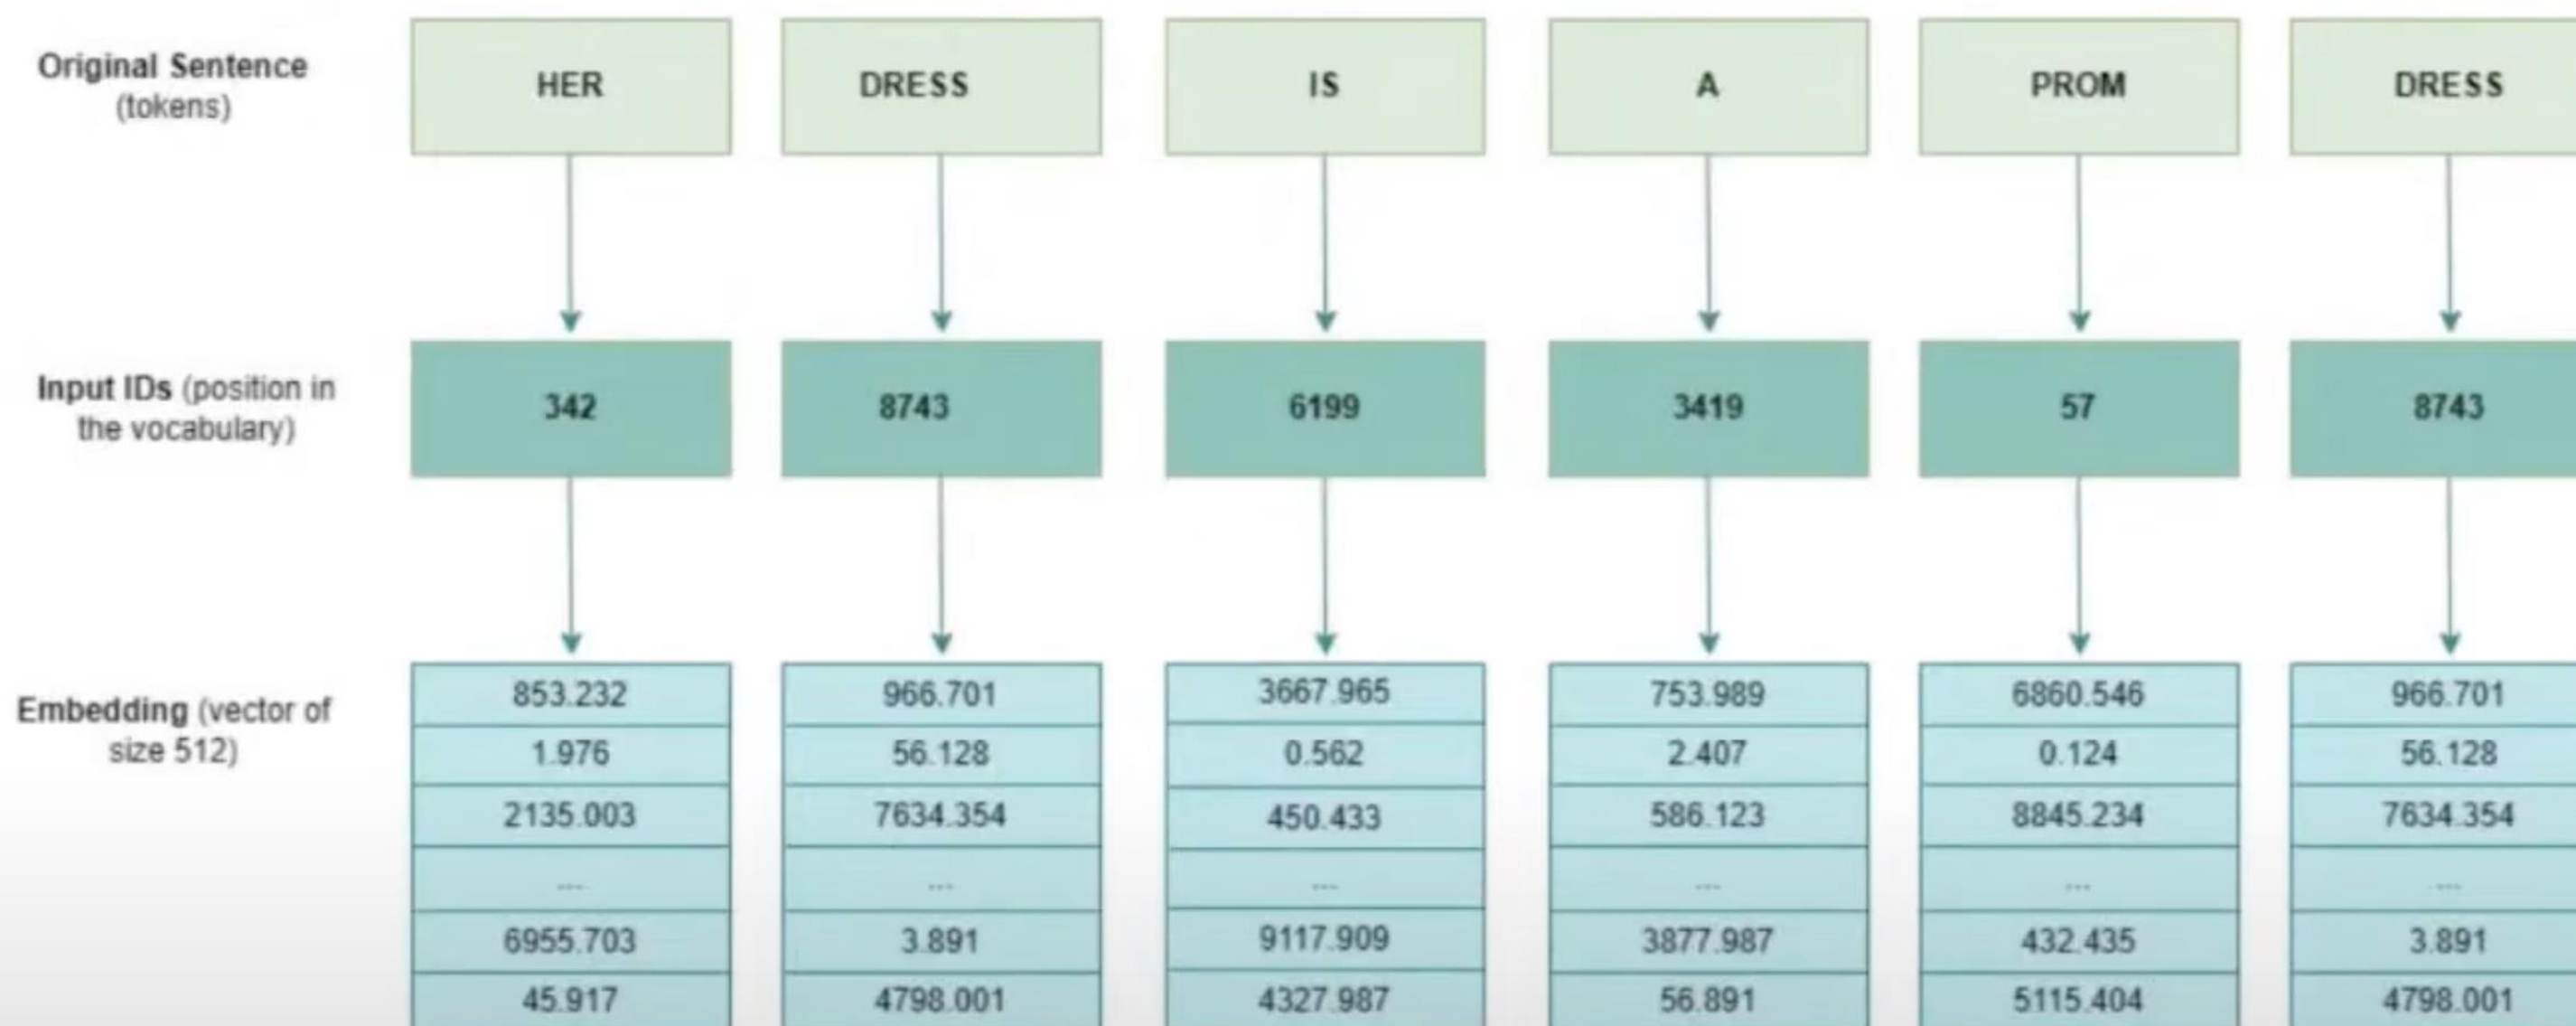 Original Sentence
(tokens)
HER DRESS IS A PROM DRESS
Input IDs (position in
the vocabulary)
342 8743 6199 3419 57 8743
Embedding (vector of
size 512)
853.232 966.701 3667.965 753.989 6860.546 966.701
1.976 56.128 0.562 2.407 0.124 56.128
2135.003 7634.354 450.433 586.123 8845.234 7634.354
... ... ... ... ... ...
6955.703 3.891 9117.909 3877.987 432.435 3.891
45.917 4798.001 4327.987 56.891 5115.404 4798.001